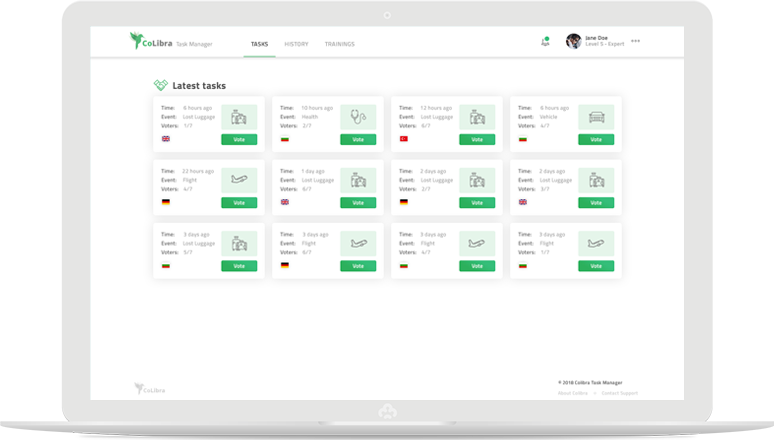 CoLibra Task Manager TASKS HISTORY TRAININGS Jane Doe
Level 5 - Expert
Latest tasks
Time: 6 hours ago
Event: Lost Luggage
Voters: 1/7
Vote
Time: 10 hours ago
Event: Health
Voters: 2/7
Vote
Time: 12 hours ago
Event: Lost Luggage
Voters: 6/7
Vote
Time: 6 hours ago
Event: Vehicle
Voters: 4/7
Vote
Time: 22 hours ago
Event: Flight
Voters: 4/7
Vote
Time: 1 day ago
Event: Lost Luggage
Voters: 6/7
Vote
Time: 2 days ago
Event: Lost Luggage
Voters: 2/7
Vote
Time: 2 days ago
Event: Lost Luggage
Voters: 3/7
Vote
Time: 3 days ago
Event: Lost Luggage
Voters: 5/7
Vote
Time: 3 days ago
Event: Flight
Voters: 6/7
Vote
Time: 3 days ago
Event: Flight
Voters: 4/7
Vote
Time: 3 days ago
Event: Flight
Voters: 1/7
Vote
CoLibra
© 2018 Colibra Task Manager
About Colibra • Contact Support